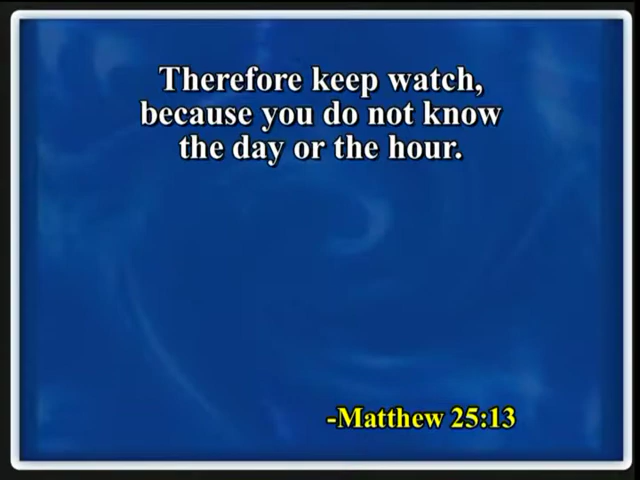 Therefore keep watch,
because you do not know
the day or the hour.
-Matthew 25:13